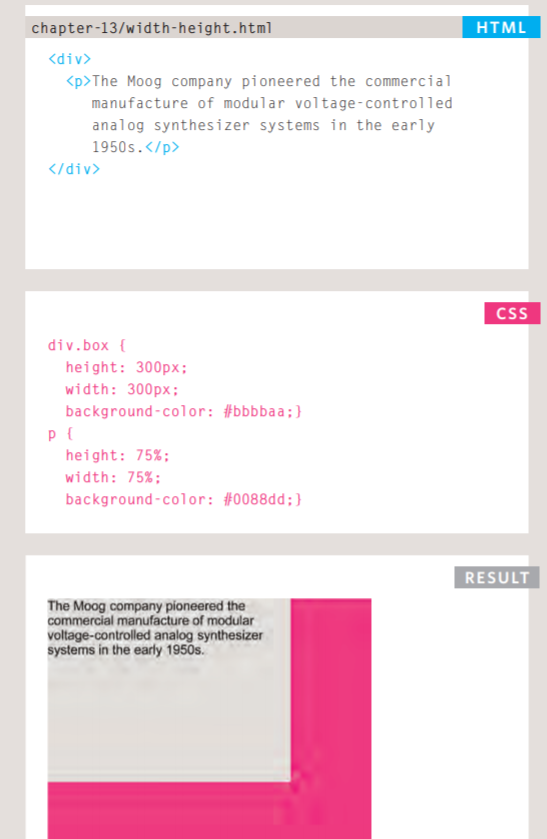 chapter-13/width-height.html
HTML
<div>
<p>The Moog company pioneered the commercial
manufacture of modular voltage-controlled
analog synthesizer systems in the early
1950s.</p>
</div>
CSS
div.box {
height: 300px;
width: 300px;
background-color: #bbbbaa;}
p {
height: 75%;
width: 75%;
background-color: #0088dd;}
RESULT
The Moog company pioneered the
commercial manufacture of modular
voltage-controlled analog synthesizer
systems in the early 1950s.